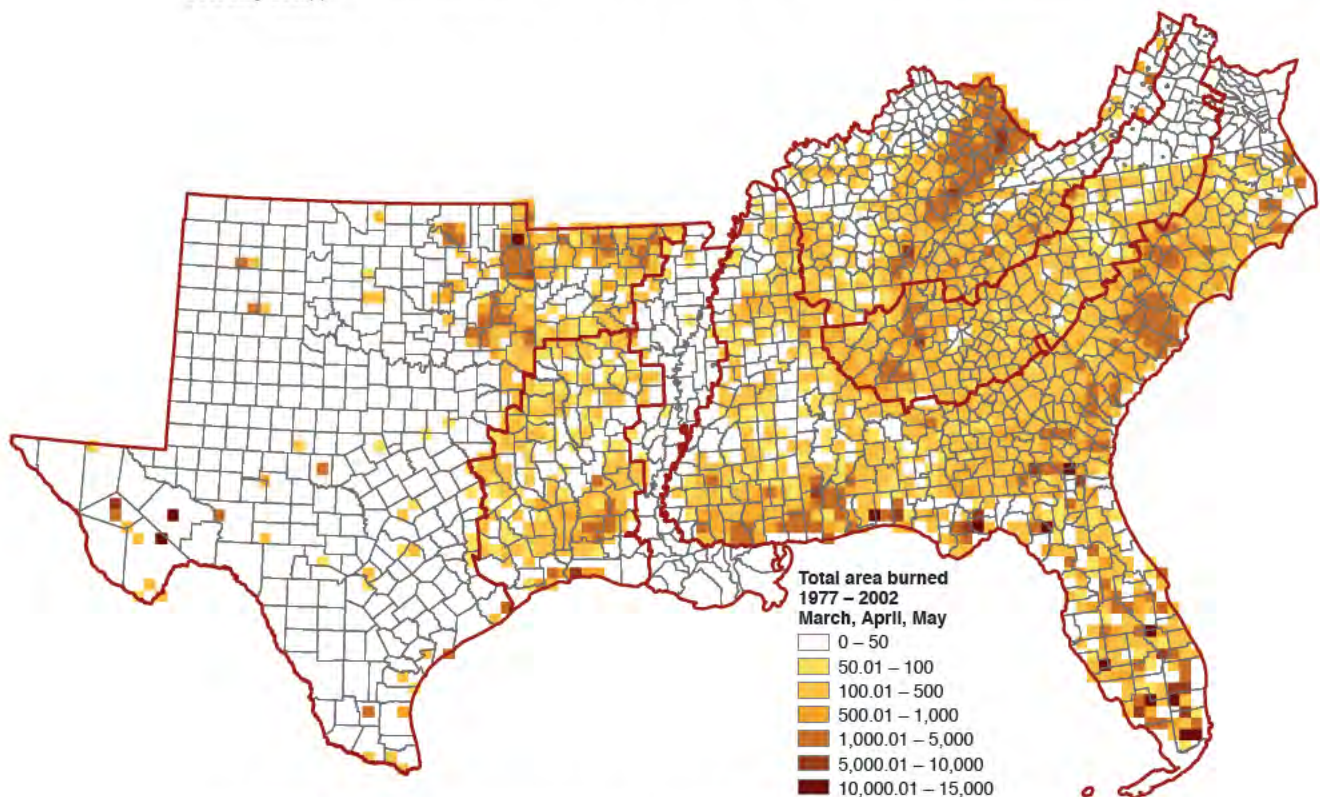 Total area burned
1977 – 2002
March, April, May
0 – 50
50.01 – 100
100.01 – 500
500.01 – 1,000
1,000.01 – 5,000
5,000.01 – 10,000
10,000.01 – 15,000